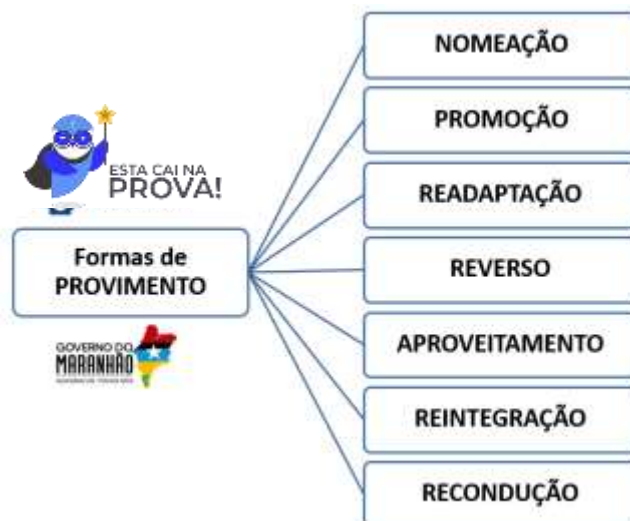 ESTA CAI NA
PROVA!
Formas de
PROVIMENTO
GOVERNO DO
MARANHÃO
NOMEAÇÃO
PROMOÇÃO
READAPTAÇÃO
REVERSO
APROVEITAMENTO
REINTEGRAÇÃO
RECONDUÇÃO